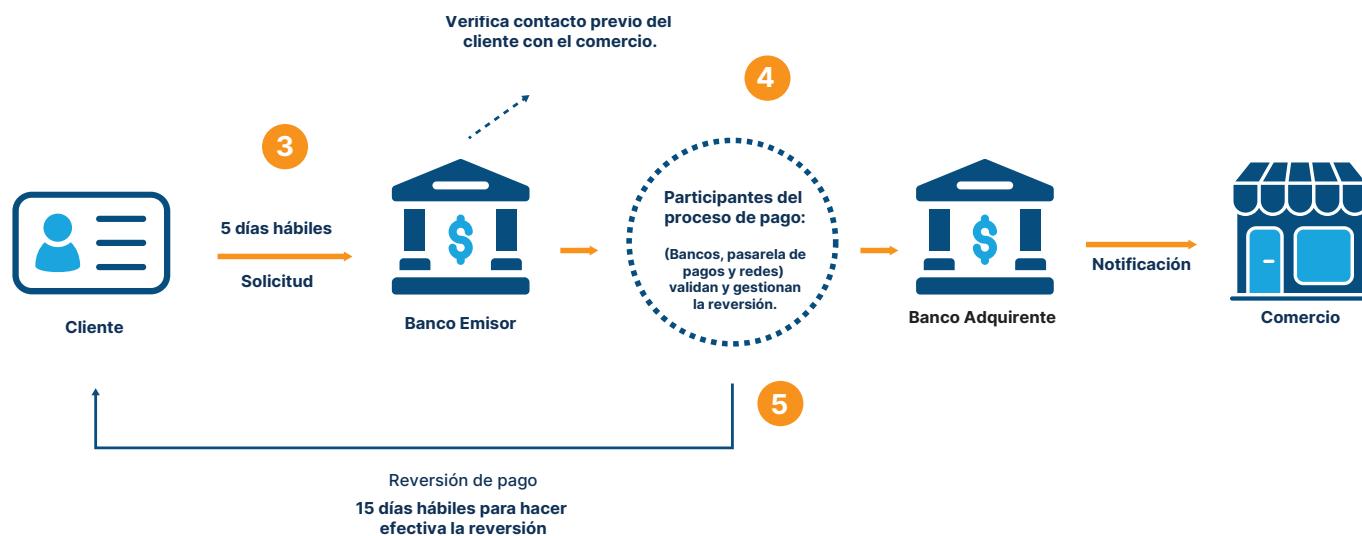 Verifica contacto previo del
cliente con el comercio.
4
3
5 días hábiles
Solicitud
Cliente
$
Banco Emisor
Participantes del
proceso de pago:
(Bancos, pasarela de
pagos y redes)
validan y gestionan
la reversión.
$
Banco Adquirente
Notificación
Comercio
5
Reversión de pago
15 días hábiles para hacer
efectiva la reversión